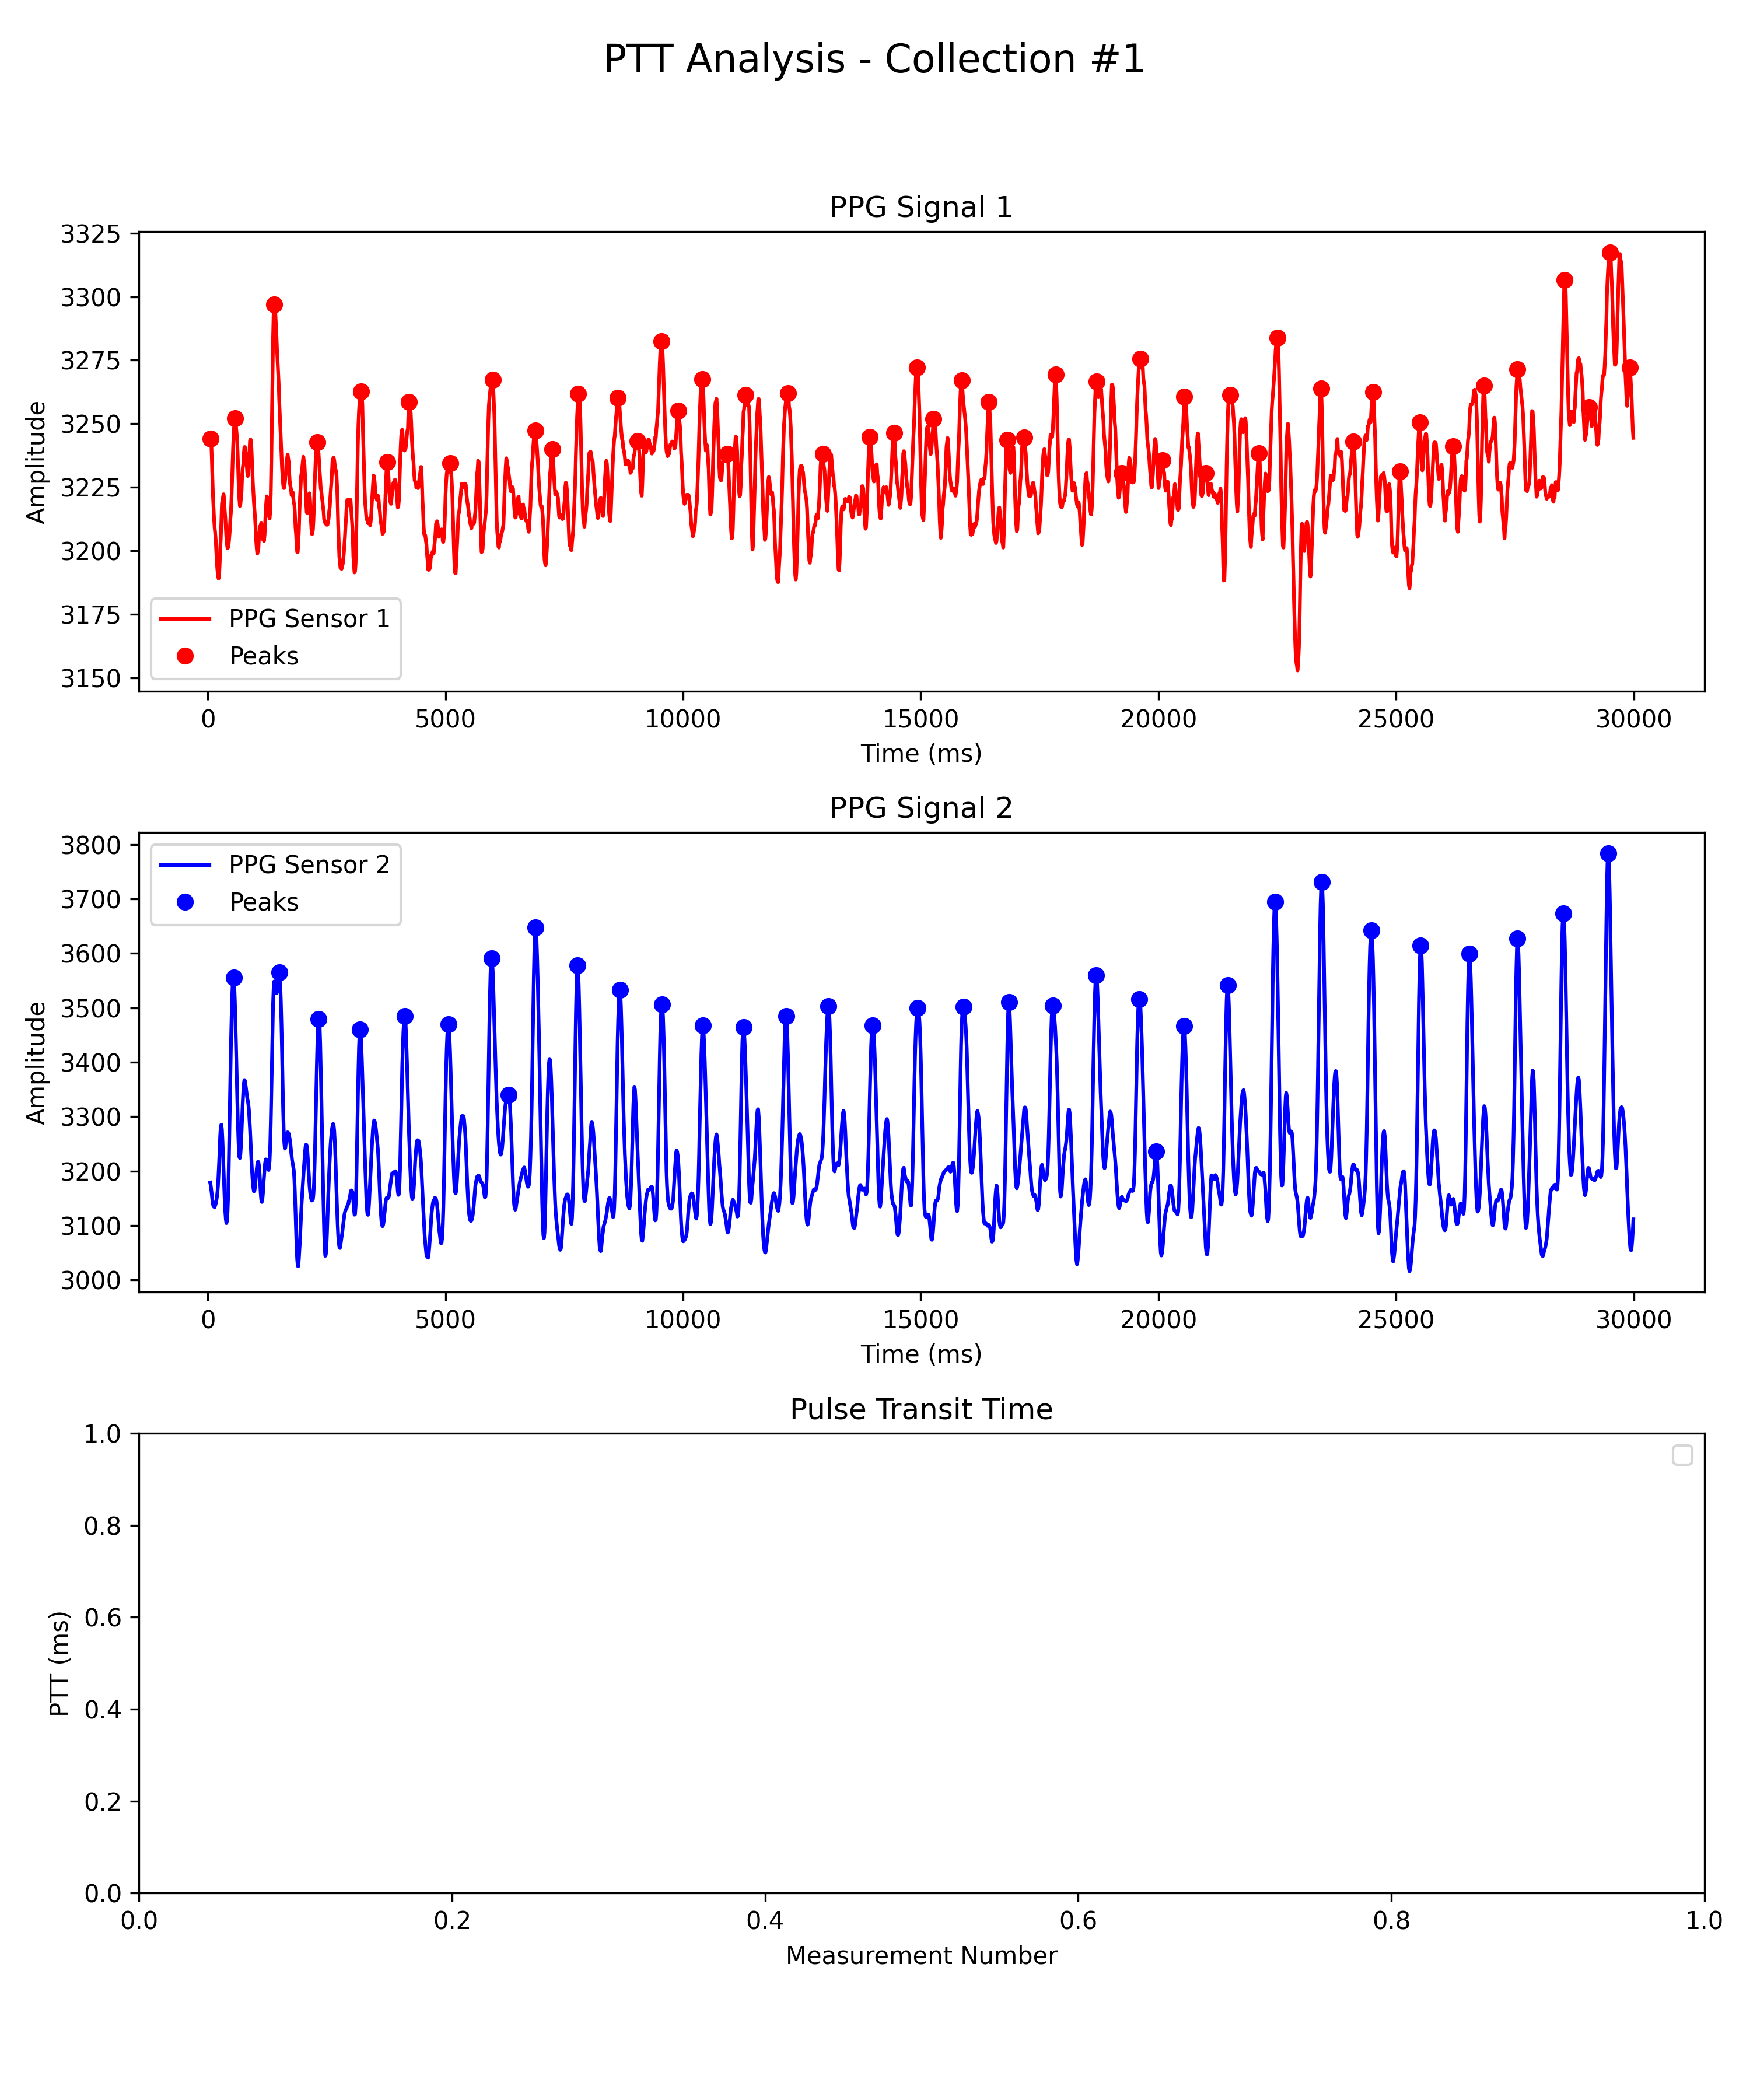 PTT Analysis - Collection #1
PPG Signal 1
Amplitude
3325
3300
3275
3250
3225
3200
3175
3150
PPG Sensor 1
Peaks
0 5000 10000 15000 20000 25000 30000
Time (ms)
PPG Signal 2
Amplitude
3800
3700
3600
3500
3400
3300
3200
3100
3000
PPG Sensor 2
Peaks
0 5000 10000 15000 20000 25000 30000
Time (ms)
Pulse Transit Time
PTT (ms)
1.0
0.8
0.6
0.4
0.2
0.0
0.0 0.2 0.4 0.6 0.8 1.0
Measurement Number